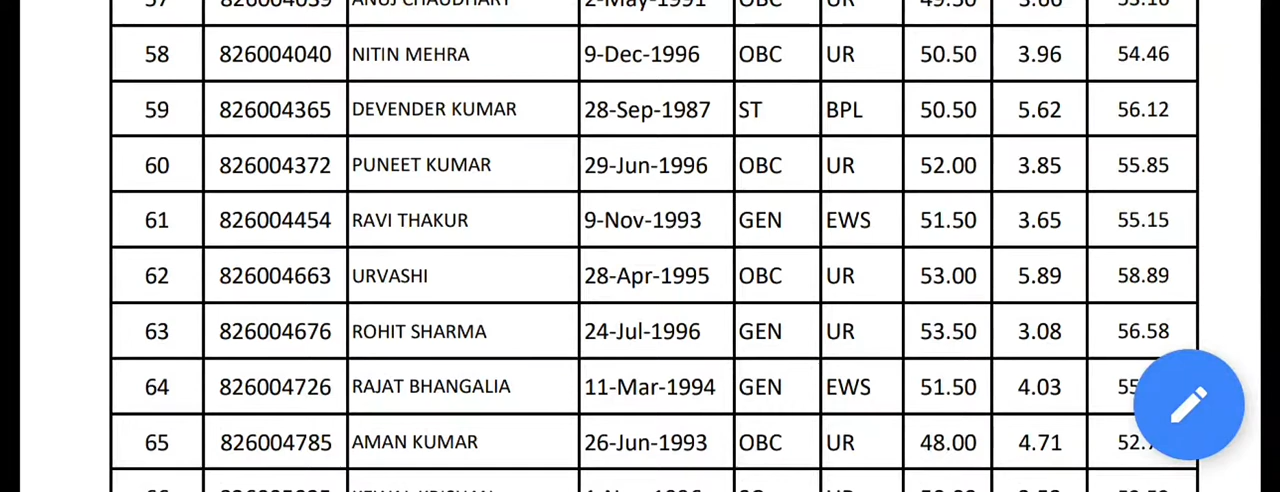 58 826004040 NITIN MEHRA 9-Dec-1996 OBC UR 50.50 3.96 54.46
59 826004365 DEVENDER KUMAR 28-Sep-1987 ST BPL 50.50 5.62 56.12
60 826004372 PUNEET KUMAR 29-Jun-1996 OBC UR 52.00 3.85 55.85
61 826004454 RAVI THAKUR 9-Nov-1993 GEN EWS 51.50 3.65 55.15
62 826004663 URVASHI 28-Apr-1995 OBC UR 53.00 5.89 58.89
63 826004676 ROHIT SHARMA 24-Jul-1996 GEN UR 53.50 3.08 56.58
64 826004726 RAJAT BHANGALIA 11-Mar-1994 GEN EWS 51.50 4.03
65 826004785 AMAN KUMAR 26-Jun-1993 OBC UR 48.00 4.71